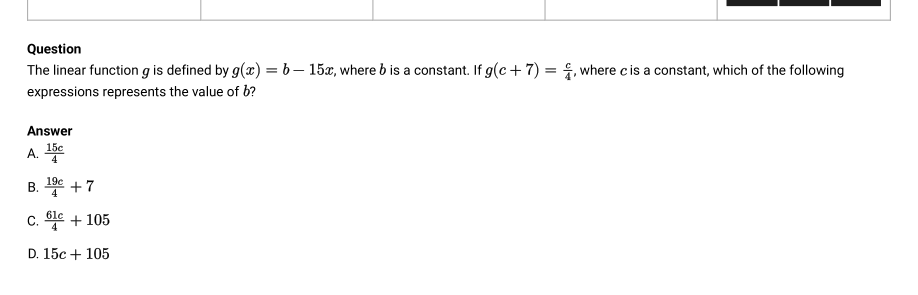 Question
The linear function g is defined by g(x) = b − 15x, where b is a constant. If g(c + 7) = c/4, where c is a constant, which of the following
expressions represents the value of b?
Answer
A. 15c/4
B. 19c/4 + 7
C. 61c/4 + 105
D. 15c + 105